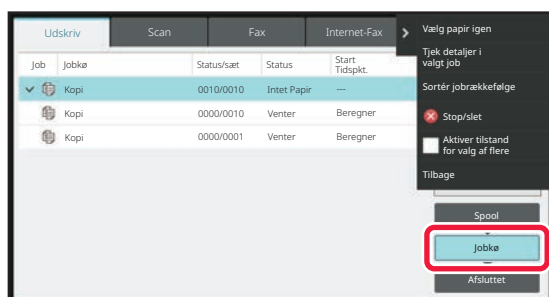 Udskriv Scan Fax Internet-Fax
Job Jobkø Status/sæt Status Start
Tidspkt.
Kopi 0010/0010 Intet Papir ---
Kopi 0000/0010 Venter Beregner
Kopi 0000/0001 Venter Beregner
Vælg papir igen
Tjek detaljer i
valgt job
Sortér jobrækkefølge
Stop/slet
Aktiver tilstand
for valg af flere
Tilbage
Spool
Jobkø
Afsluttet